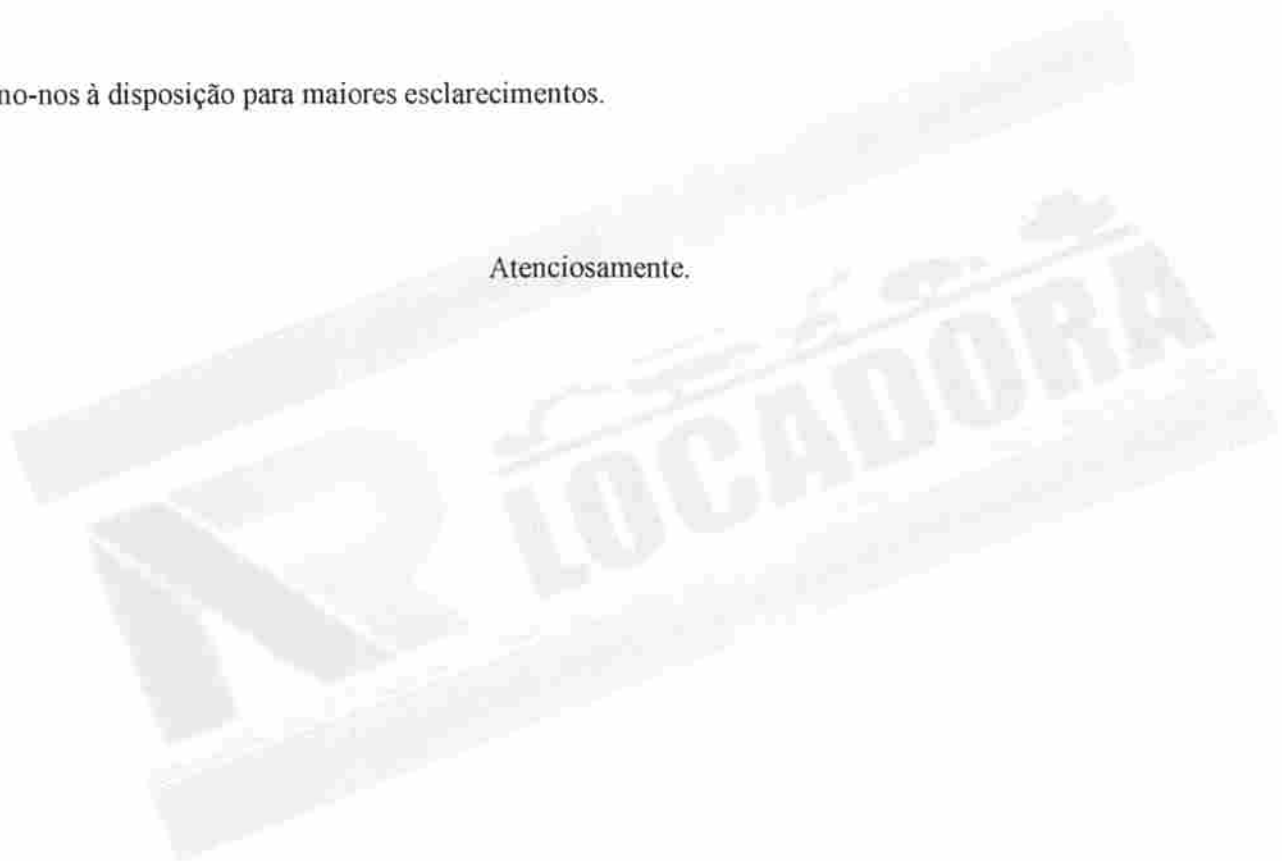 no-nos à disposição para maiores esclarecimentos.
Atenciosamente.
LOCADORA